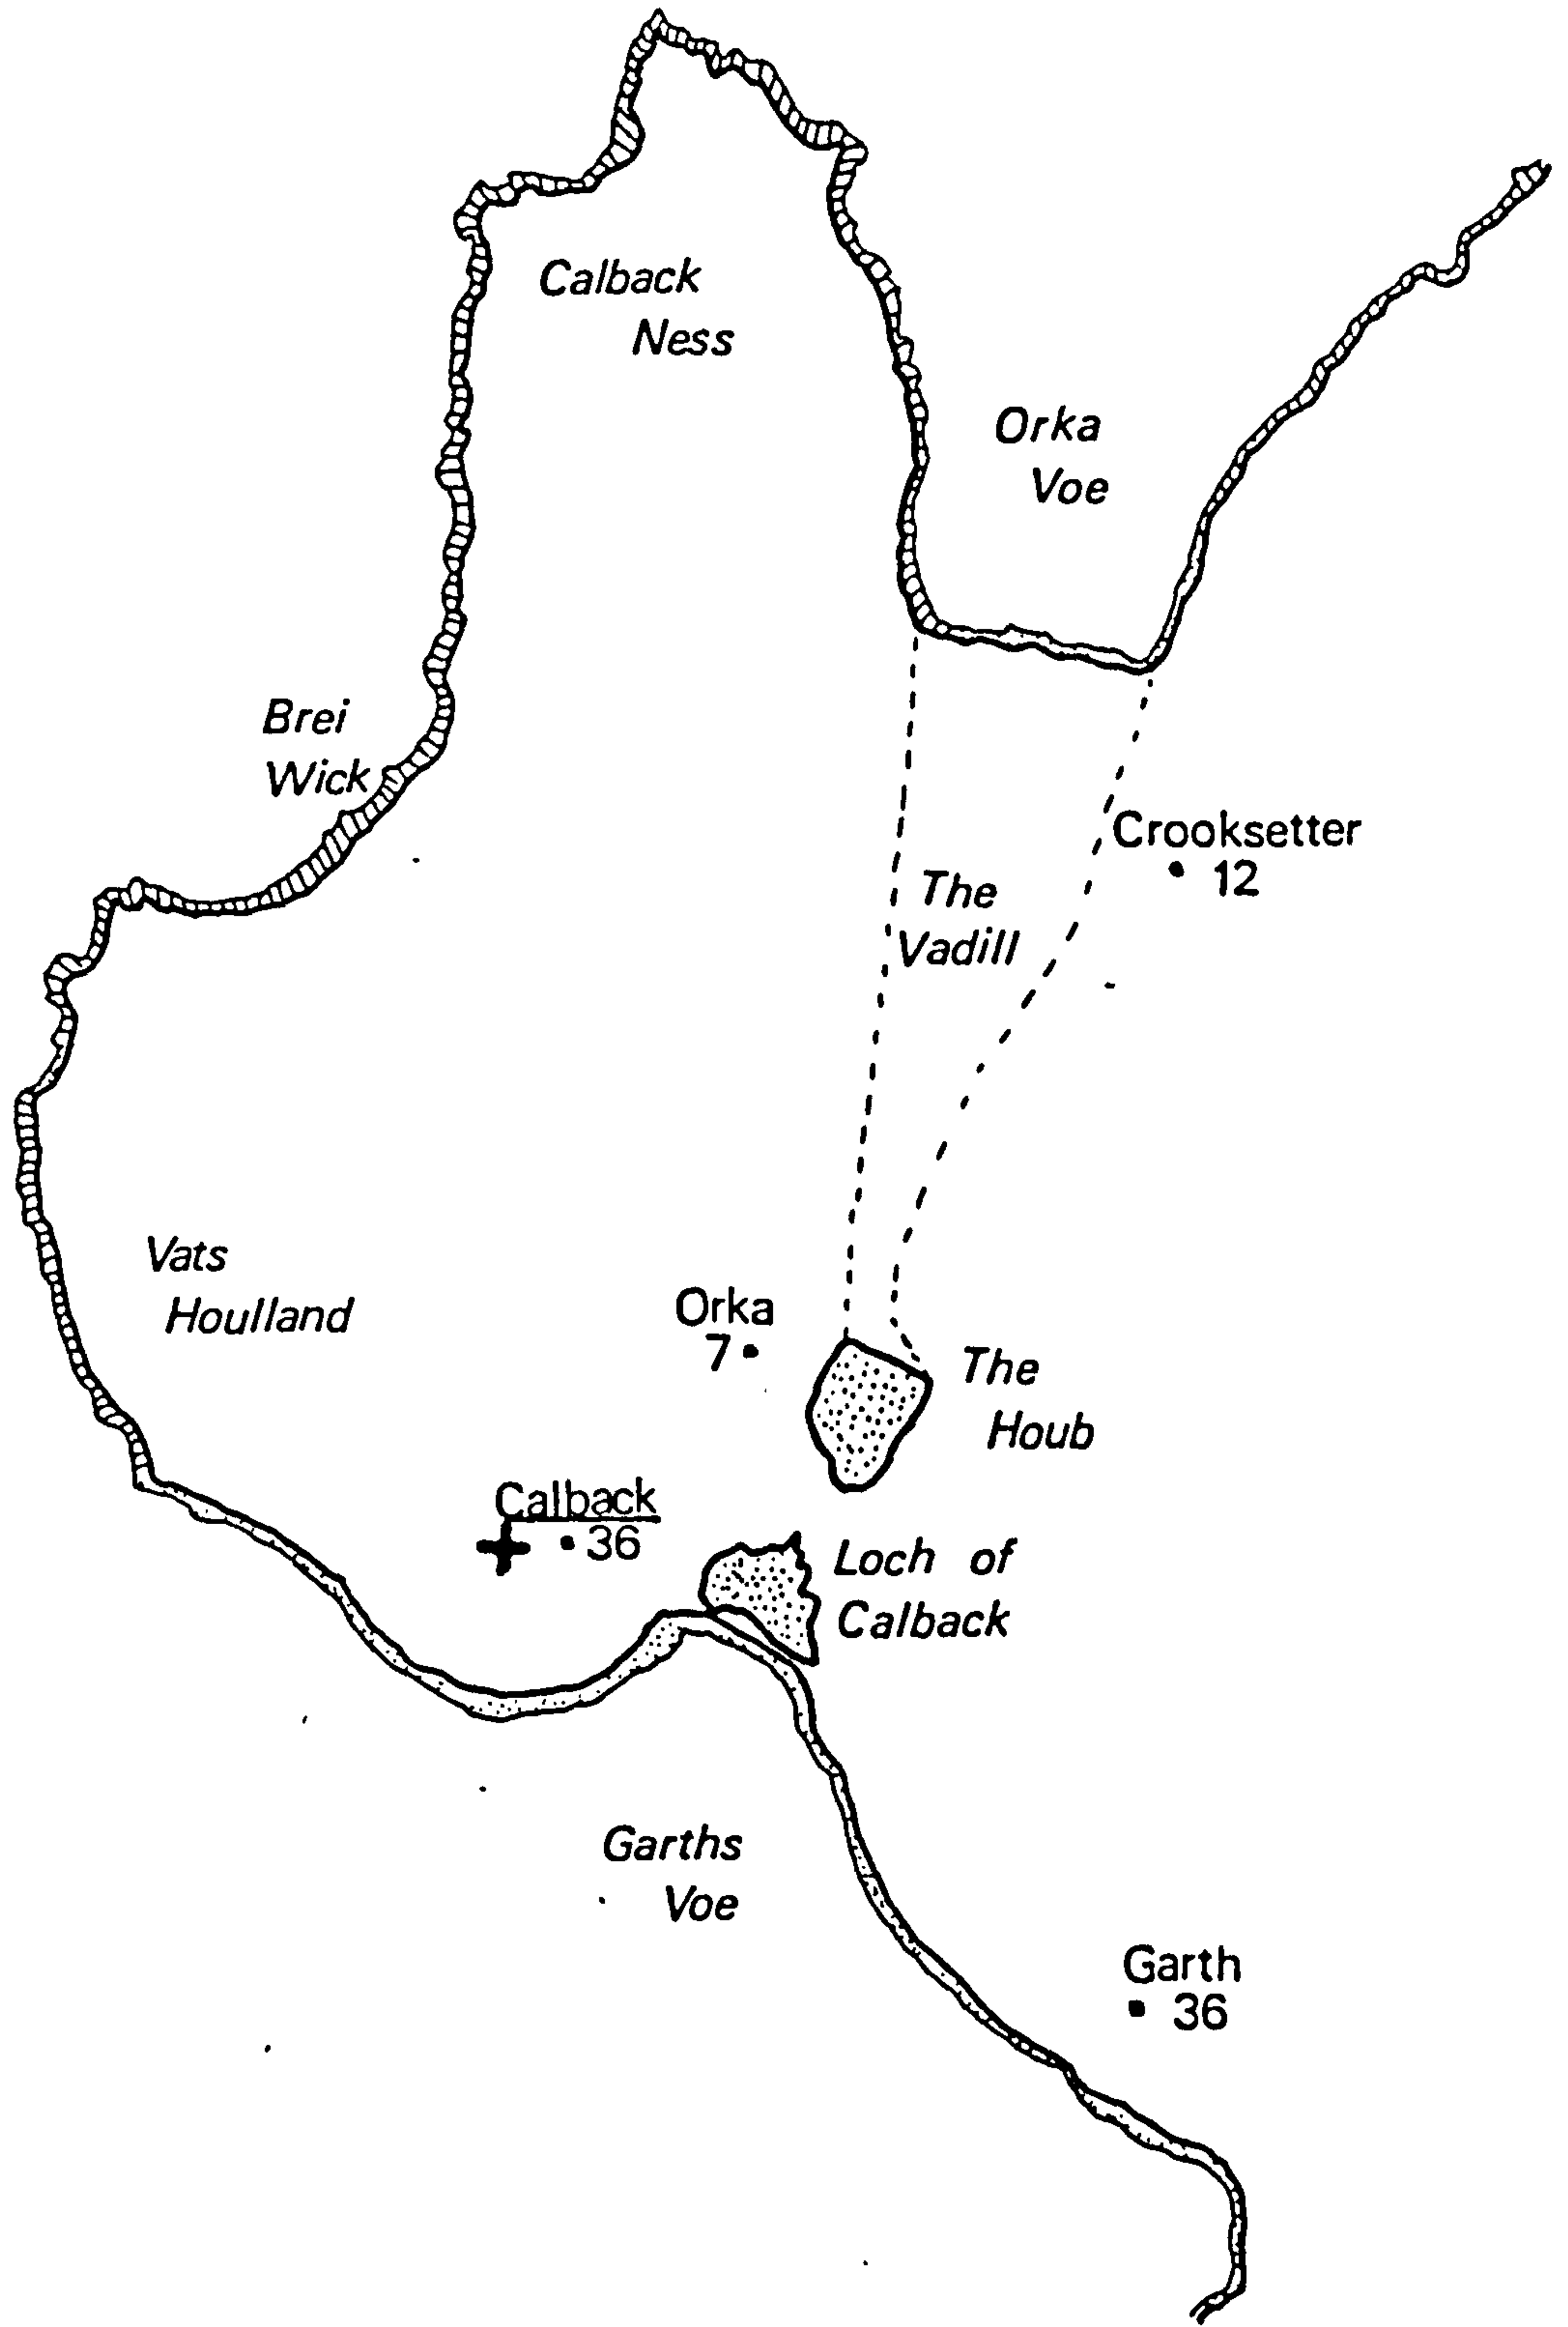 Calback
Ness
Orka
Voe
Brei
Wick
Crooksetter
12
The
Vadill
Vats
Houlland
Orka
7
The
Houb
Calback
36
Loch of
Calback
Garths
Voe
Garth
36